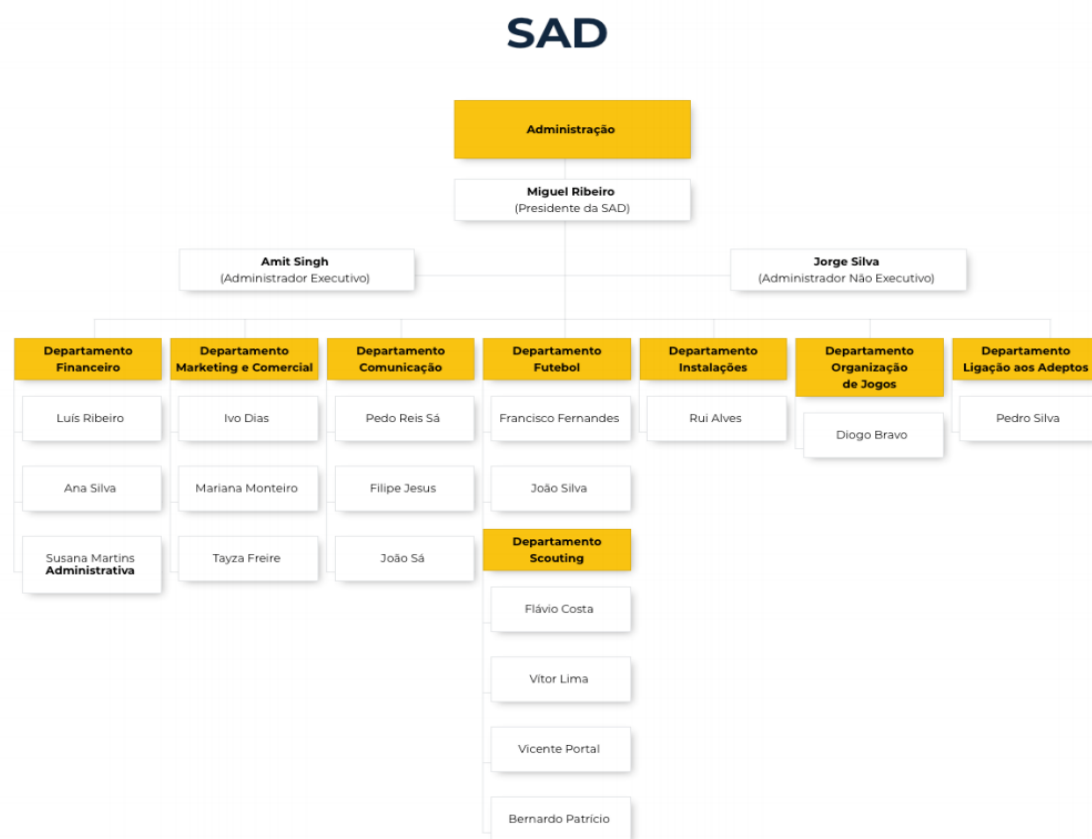 SAD
Administração
Miguel Ribeiro
(Presidente da SAD)
Amit Singh
(Administrador Executivo)
Jorge Silva
(Administrador Não Executivo)
Departamento
Financeiro
Luís Ribeiro
Ana Silva
Susana Martins
Administrativa
Departamento
Marketing e Comercial
Ivo Dias
Mariana Monteiro
Tayza Freire
Departamento
Comunicação
Pedo Reis Sá
Filipe Jesus
João Sá
Departamento
Futebol
Francisco Fernandes
João Silva
Departamento
Scouting
Flávio Costa
Vítor Lima
Vicente Portal
Bernardo Patrício
Departamento
Instalações
Rui Alves
Departamento
Organização
de Jogos
Diogo Bravo
Departamento
Ligação aos Adeptos
Pedro Silva